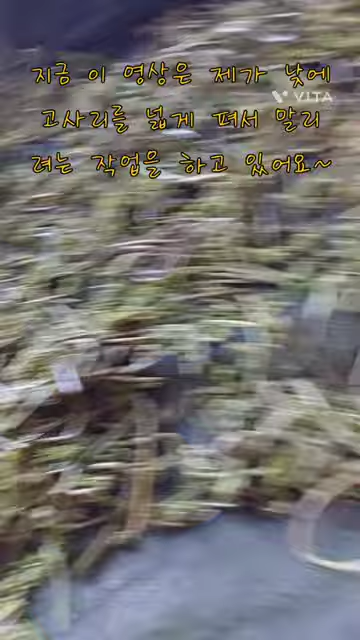 지금 이 영상은 제가 낮에
VITA
고사리를 넓게 펴서 말리
려는 작업을 하고 있어요~